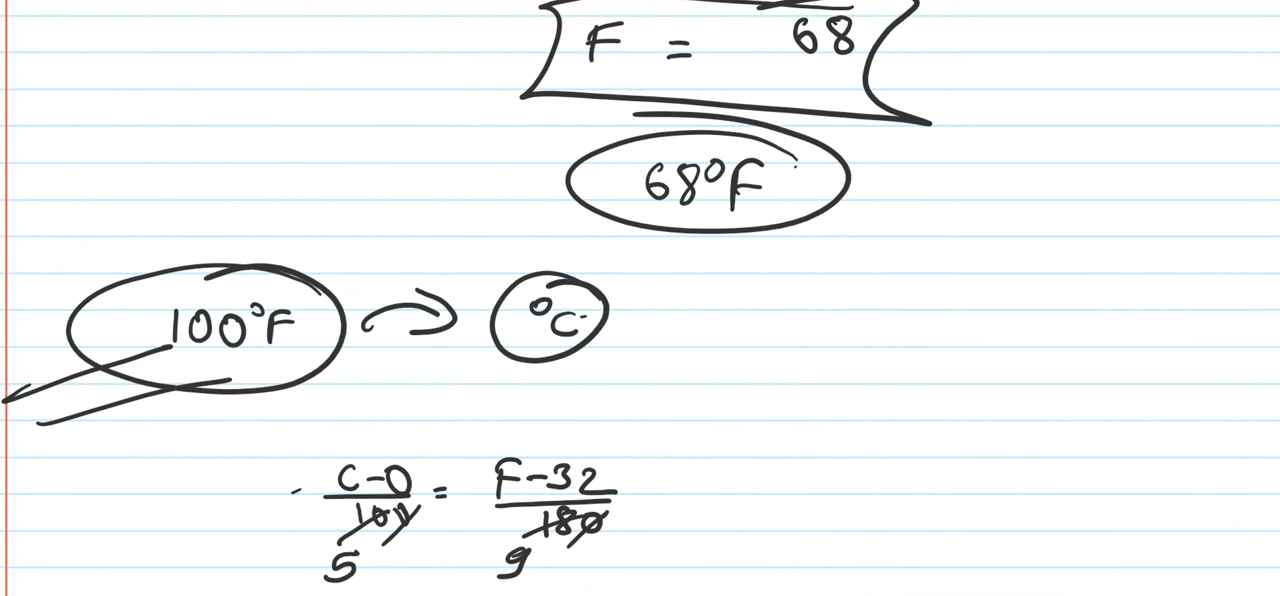 F = 68
68°F
100°F → °C
C-0 = F-32
100 180
5 9